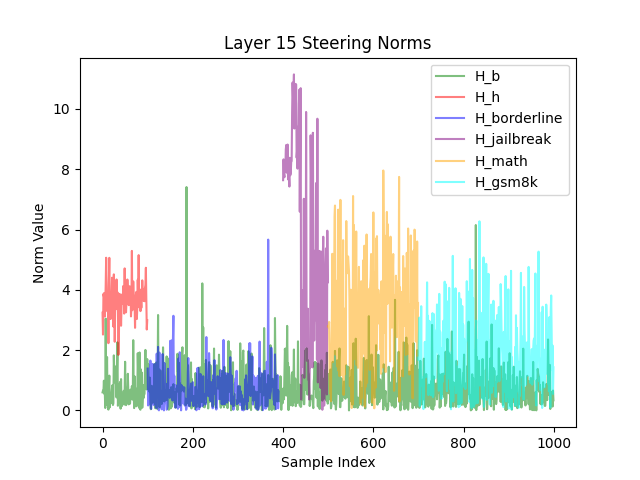 Layer 15 Steering Norms
H_b
H_h
H_borderline
H_jailbreak
H_math
H_gsm8k
Norm Value
10
8
6
4
2
0
0 200 400 600 800 1000
Sample Index